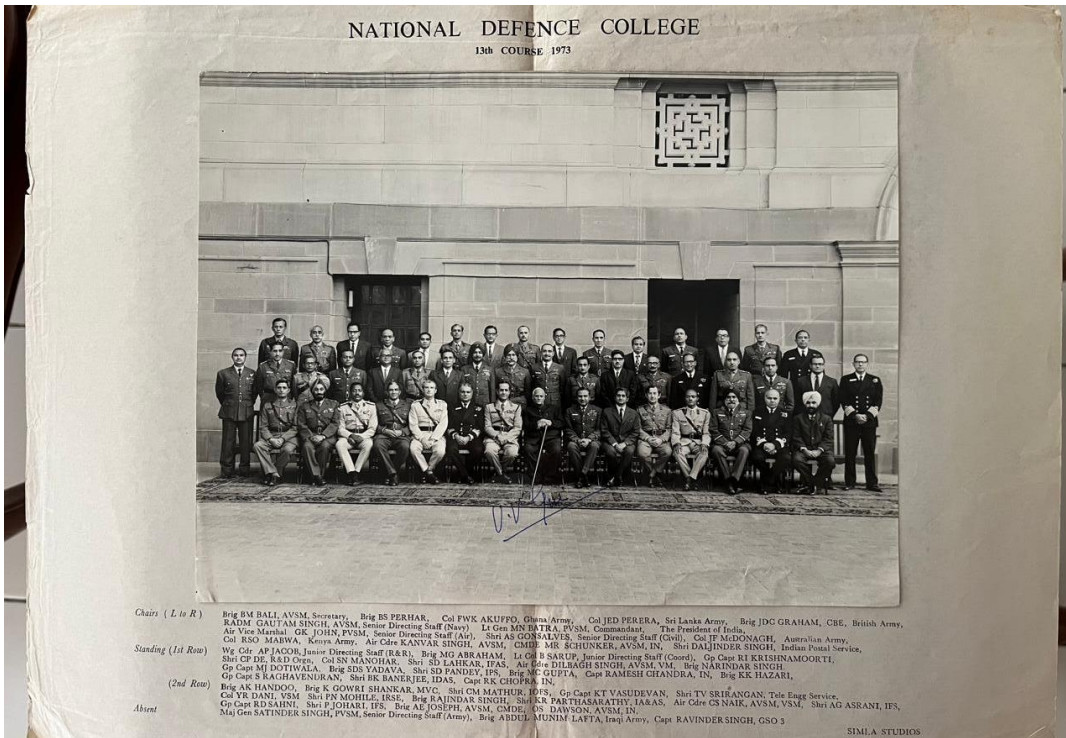 NATIONAL DEFENCE COLLEGE
13th COURSE 1973
V.V. Giri
Chairs ( L to R ) Brig BM BALI, AVSM, Secretary, Brig BS PERHAR, Col FWK AKUFFO, Ghana Army, Col JED PERERA, Sri Lanka Army, Brig JDC GRAHAM, CBE, British Army,
RADM GAUTAM SINGH, AVSM, Senior Directing Staff (Navy) Lt Gen MN BATRA, PVSM, Commandant, The President of India,
Air Vice Marshal GK JOHN, PVSM, Senior Directing Staff (Air), Shri AS GONSALVES, Senior Directing Staff (Civil), Col JF McDONAGH, Australian Army,
Col RSO MABWA, Kenya Army, Air Cdre KANVAR SINGH, AVSM, CMDE MR SCHUNKER, AVSM, IN, Shri DALJINDER SINGH, Indian Postal Service,
Standing (1st Row) Wg Cdr AP JACOB, Junior Directing Staff (R&R), Brig MG ABRAHAM, Lt Col B SARUP, Junior Directing Staff (Coord), Gp Capt RI KRISHNAMOORTI,
Shri CP DE, R&D Orgn, Col SN MANOHAR, Shri SD LAHKAR, IFAS, Air Cdre DILBAGH SINGH, AVSM, VM, Brig NARINDAR SINGH,
Gp Capt MJ DOTIWALA, Brig SDS YADAVA, Shri SD PANDEY, IPS, Brig MC GUPTA, Capt RAMESH CHANDRA, IN, Brig KK HAZARI,
Gp Capt S RAGHAVENDRAN, Shri BK BANERJEE, IDAS, Capt RK CHOPRA, IN,
(2nd Row) Brig AK HANDOO, Brig K GOWRI SHANKAR, MVC, Shri CM MATHUR, IOFS, Gp Capt KT VASUDEVAN, Shri TV SRIRANGAN, Tele Engg Service,
Col YR DANI, VSM Shri PN MOHILE, IRSE, Brig RAJINDAR SINGH, Shri KR PARTHASARATHY, IA&AS, Air Cdre CS NAIK, AVSM, VSM, Shri AG ASRANI, IFS,
Gp Capt RD SAHNI, Shri P JOHARI, IFS, Brig AE JOSEPH, AVSM, CMDE, OS DAWSON, AVSM, IN.
Absent Maj Gen SATINDER SINGH, PVSM, Senior Directing Staff (Army), Brig ABDUL MUNIM LAFTA, Iraqi Army, Capt RAVINDER SINGH, GSO 3
SIMLA STUDIOS